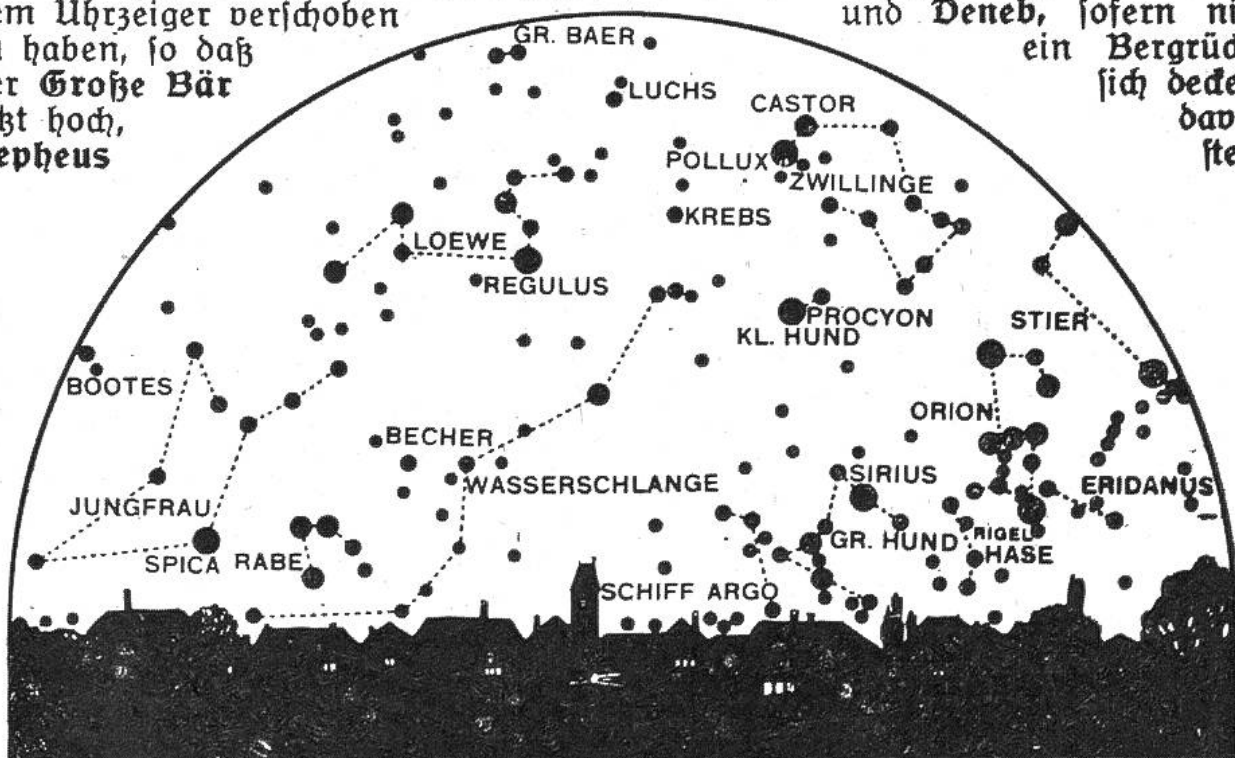 em Uhrzeiger verſchoben
haben, ſo daß
er Große Bär
tzt hoch,
epheus
und Deneb, ſofern ni
ein Bergrück
ſich decke
dav
ſte
GR. BAER
LUCHS
CASTOR
POLLUX
ZWILLINGE
KREBS
LOEWE
REGULUS
PROCYON
KL. HUND
STIER
BOOTES
ORION
BECHER
SIRIUS
WASSERSCHLANGE
ERIDANUS
JUNGFRAU
RIGEL
GR. HUND
HASE
SPICA
RABE
SCHIFF ARGO